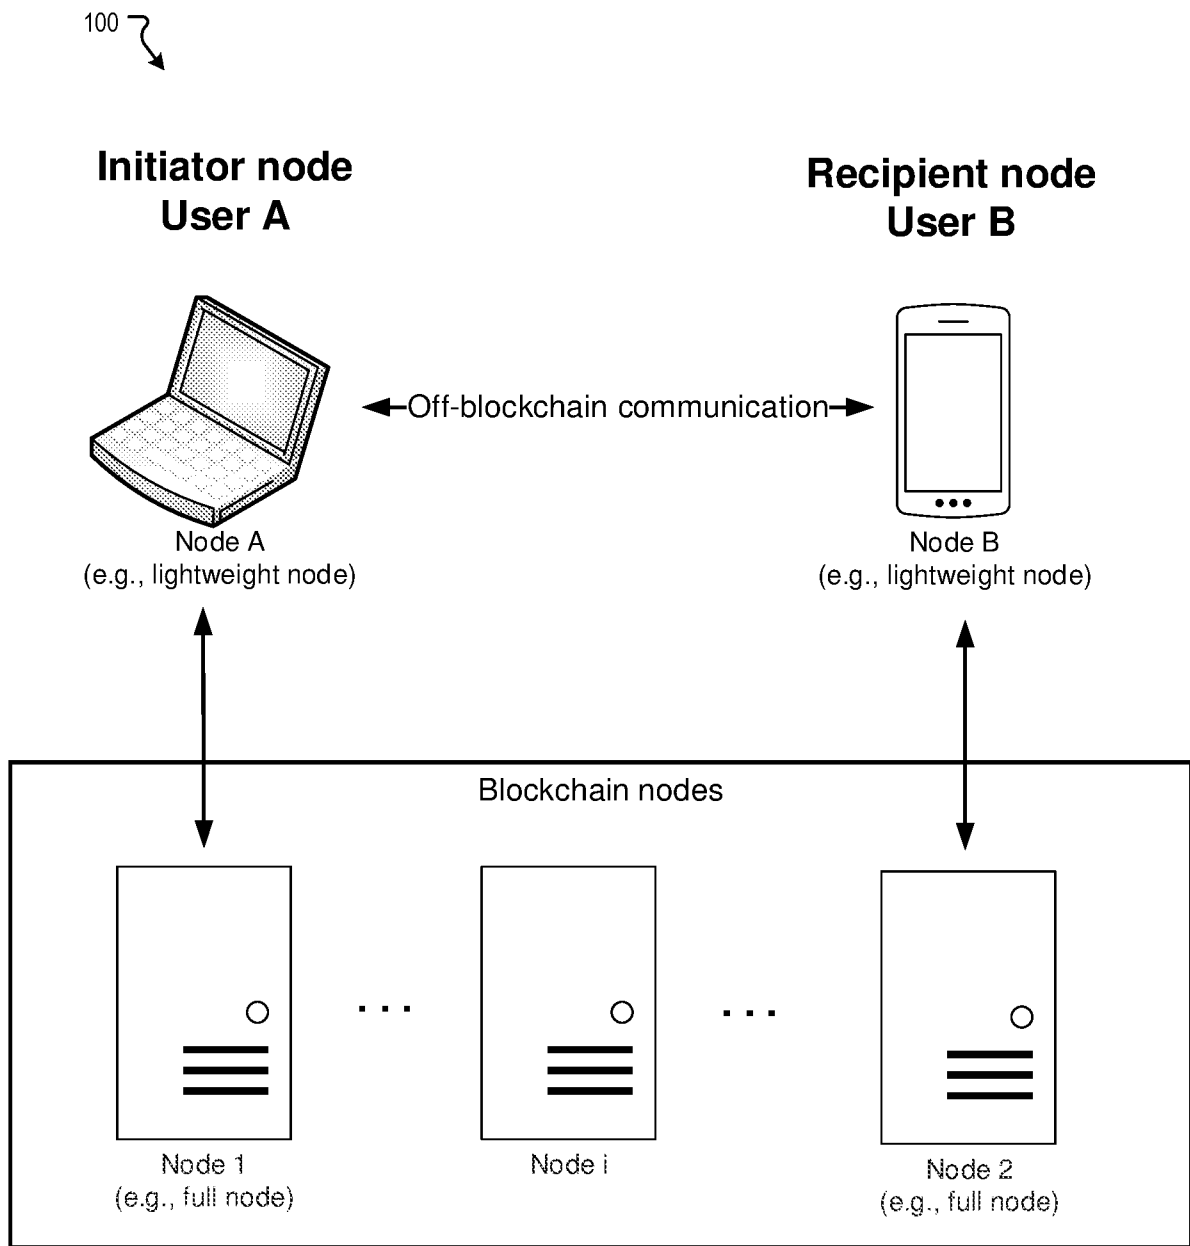 100
Initiator node
User A
Recipient node
User B
Off-blockchain communication
Node A
(e.g., lightweight node)
Node B
(e.g., lightweight node)
Blockchain nodes
Node 1
(e.g., full node)
Node i
Node 2
(e.g., full node)